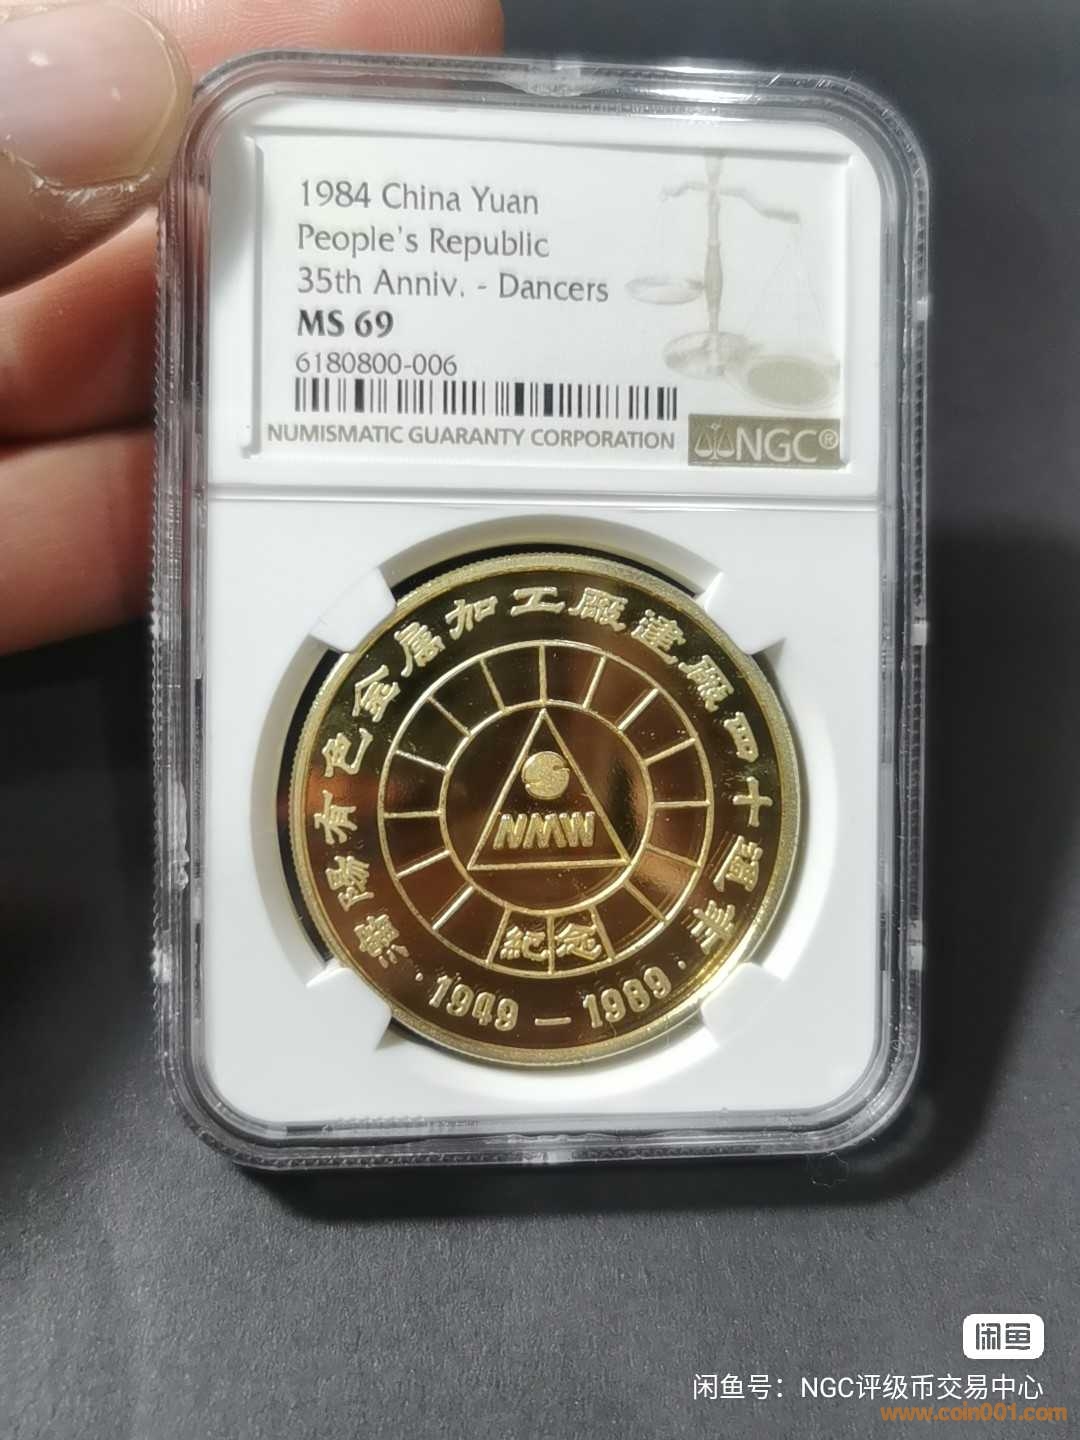 1984 China Yuan
People's Republic
35th Anniv. - Dancers
MS 69
6180800-006
NUMISMATIC GUARANTY CORPORATION
NGC®
瀋陽有色金属加工廠建廠四十週年
NMW
紀念
·1949—1989·
闲鱼
闲鱼号：NGC评级币交易中心
www.coin001.com